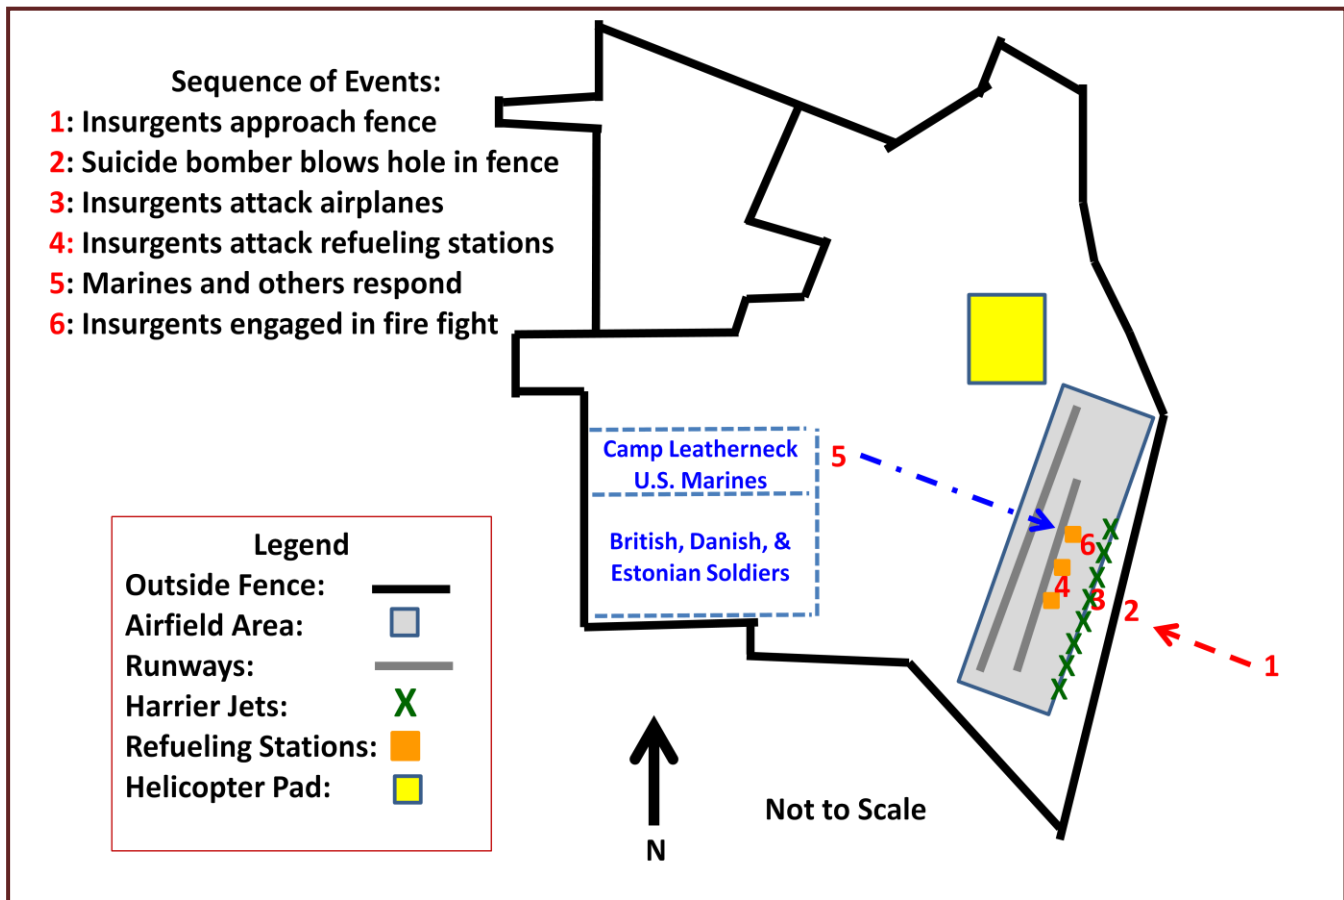 Sequence of Events:
1: Insurgents approach fence
2: Suicide bomber blows hole in fence
3: Insurgents attack airplanes
4: Insurgents attack refueling stations
5: Marines and others respond
6: Insurgents engaged in fire fight
Camp Leatherneck
U.S. Marines
British, Danish, &
Estonian Soldiers
5
6
4
3
2
1
Legend
Outside Fence:
Airfield Area:
Runways:
Harrier Jets:
Refueling Stations:
Helicopter Pad:
N
Not to Scale